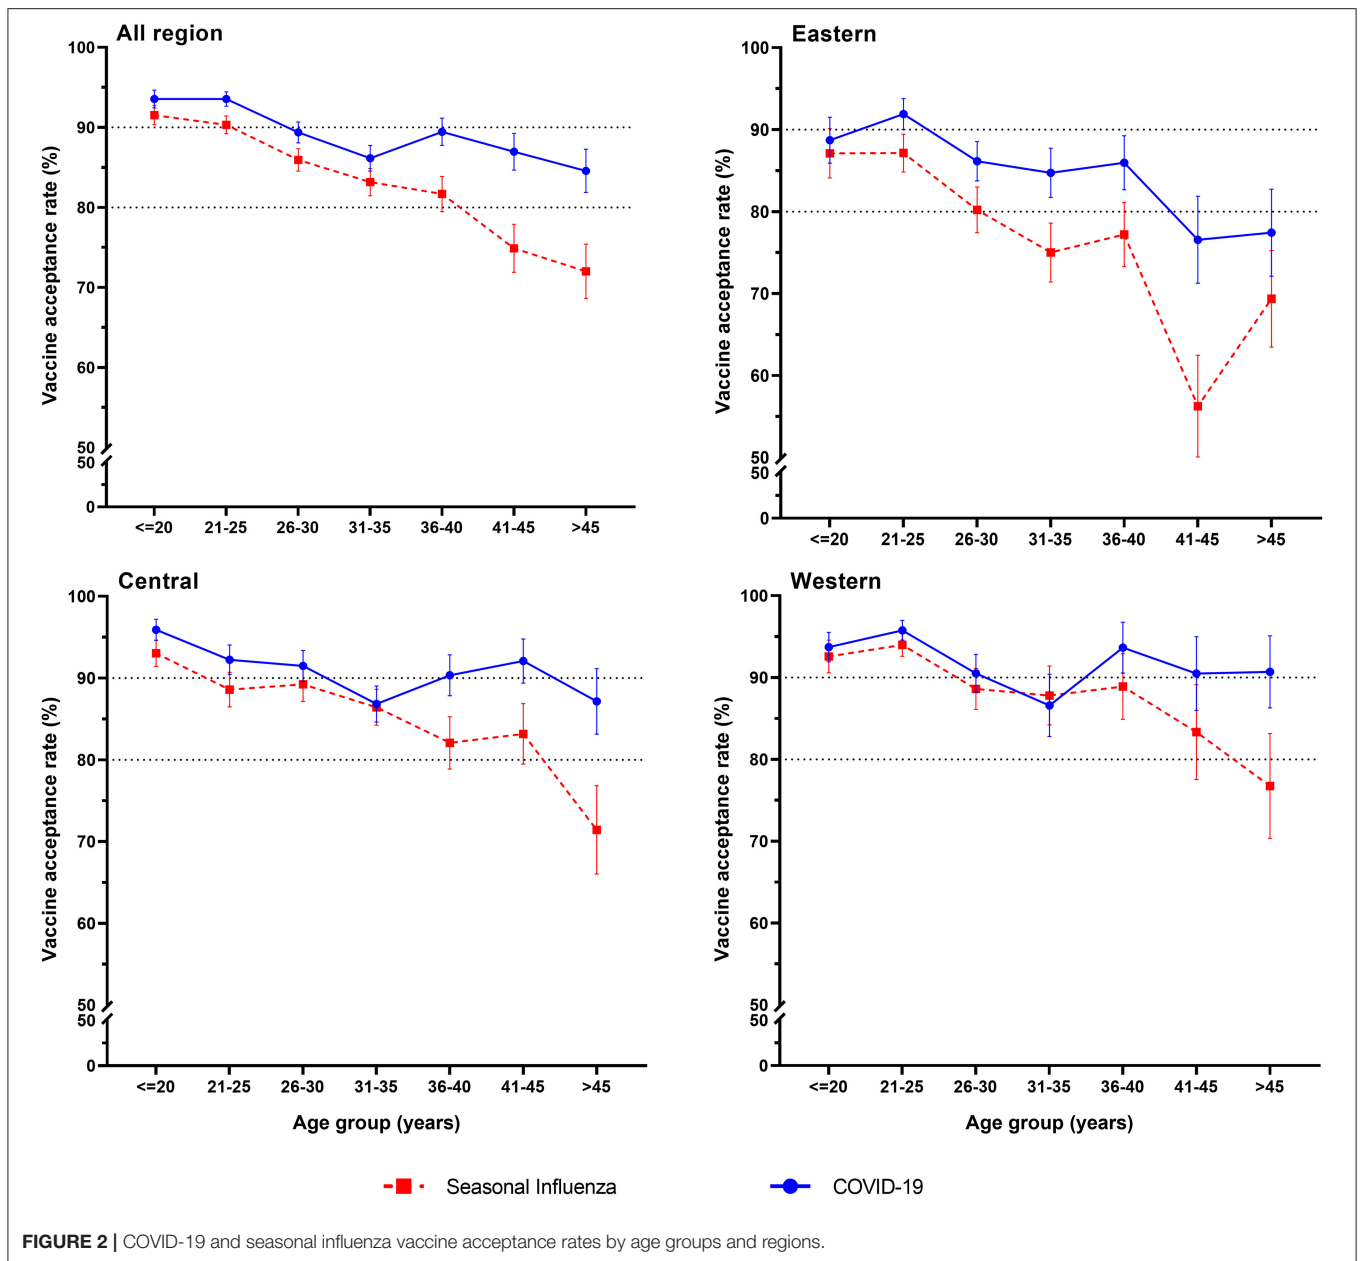 All region
Vaccine acceptance rate (%)
100
90
80
70
60
50
50
0
<=20 21-25 26-30 31-35 36-40 41-45 >45
Eastern
Vaccine acceptance rate (%)
100
90
80
70
60
50
50
0
<=20 21-25 26-30 31-35 36-40 41-45 >45
Central
Vaccine acceptance rate (%)
100
90
80
70
60
50
50
0
<=20 21-25 26-30 31-35 36-40 41-45 >45
Age group (years)
Western
Vaccine acceptance rate (%)
100
90
80
70
60
50
50
0
<=20 21-25 26-30 31-35 36-40 41-45 >45
Age group (years)
Seasonal Influenza
COVID-19
FIGURE 2 | COVID-19 and seasonal influenza vaccine acceptance rates by age groups and regions.